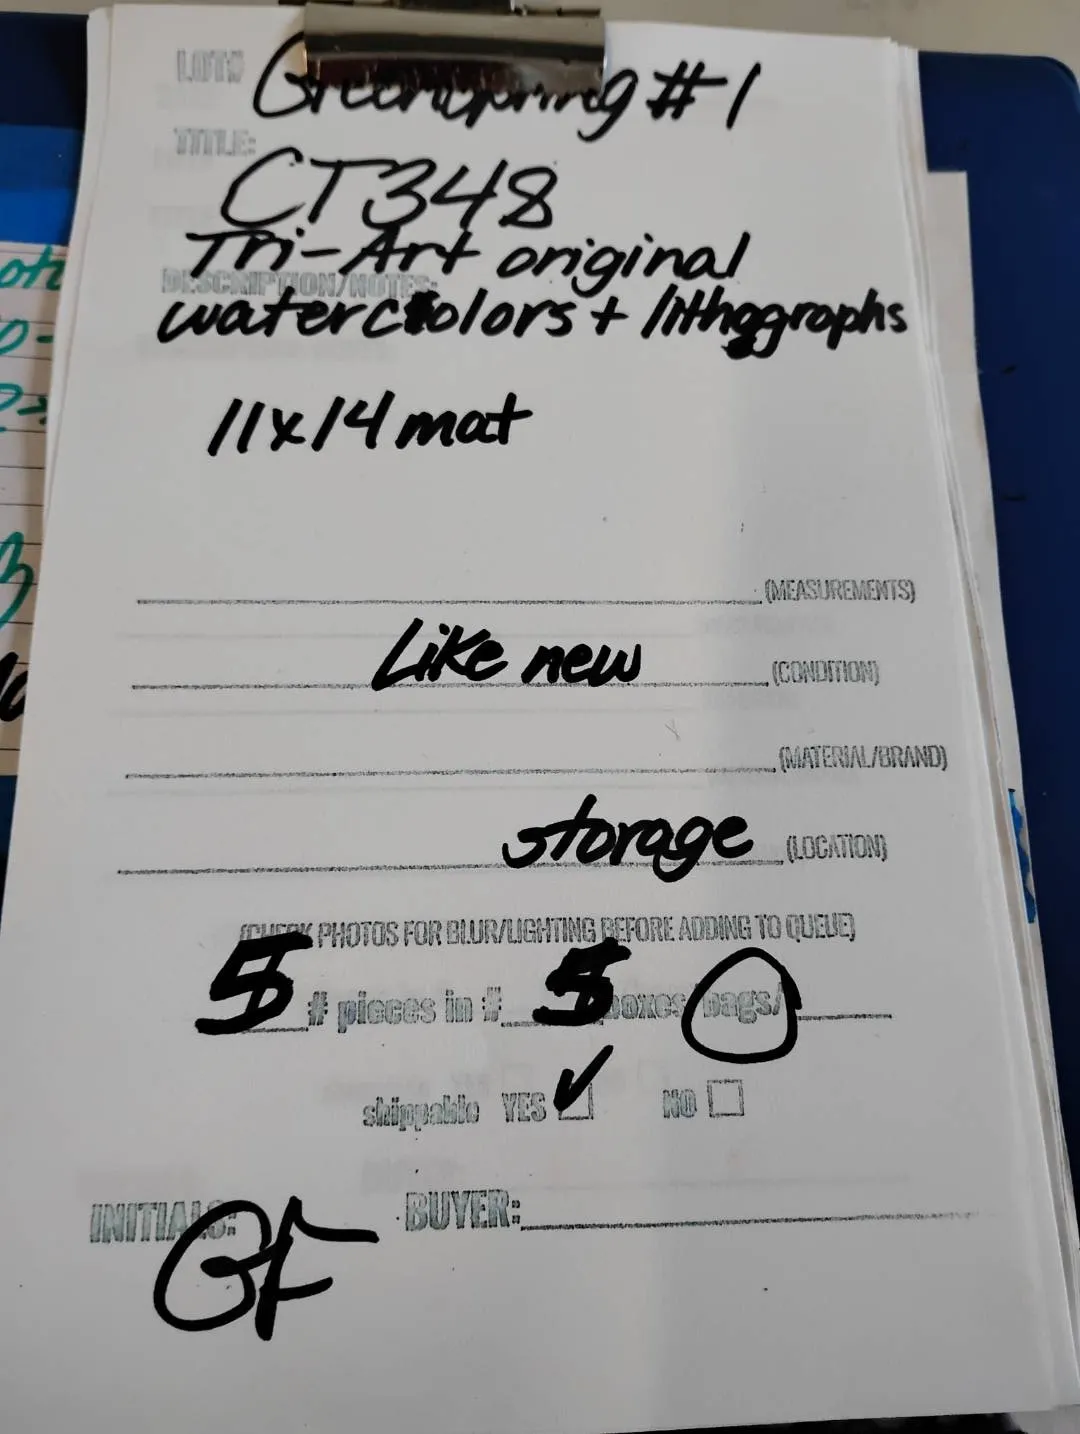 LOT# Greenspring #1
TITLE:
CT348
Tri-Art original
DESCRIPTION/NOTES:
watercolors + lithographs
11x14 mat
(MEASUREMENTS)
Like new (CONDITION)
(MATERIAL/BRAND)
storage (LOCATION)
(CHECK PHOTOS FOR BLUR/LIGHTING BEFORE ADDING TO QUEUE)
5 # pieces in # 5 boxes/bags/
shippable YES ✓ NO
INITIALS: GF BUYER: